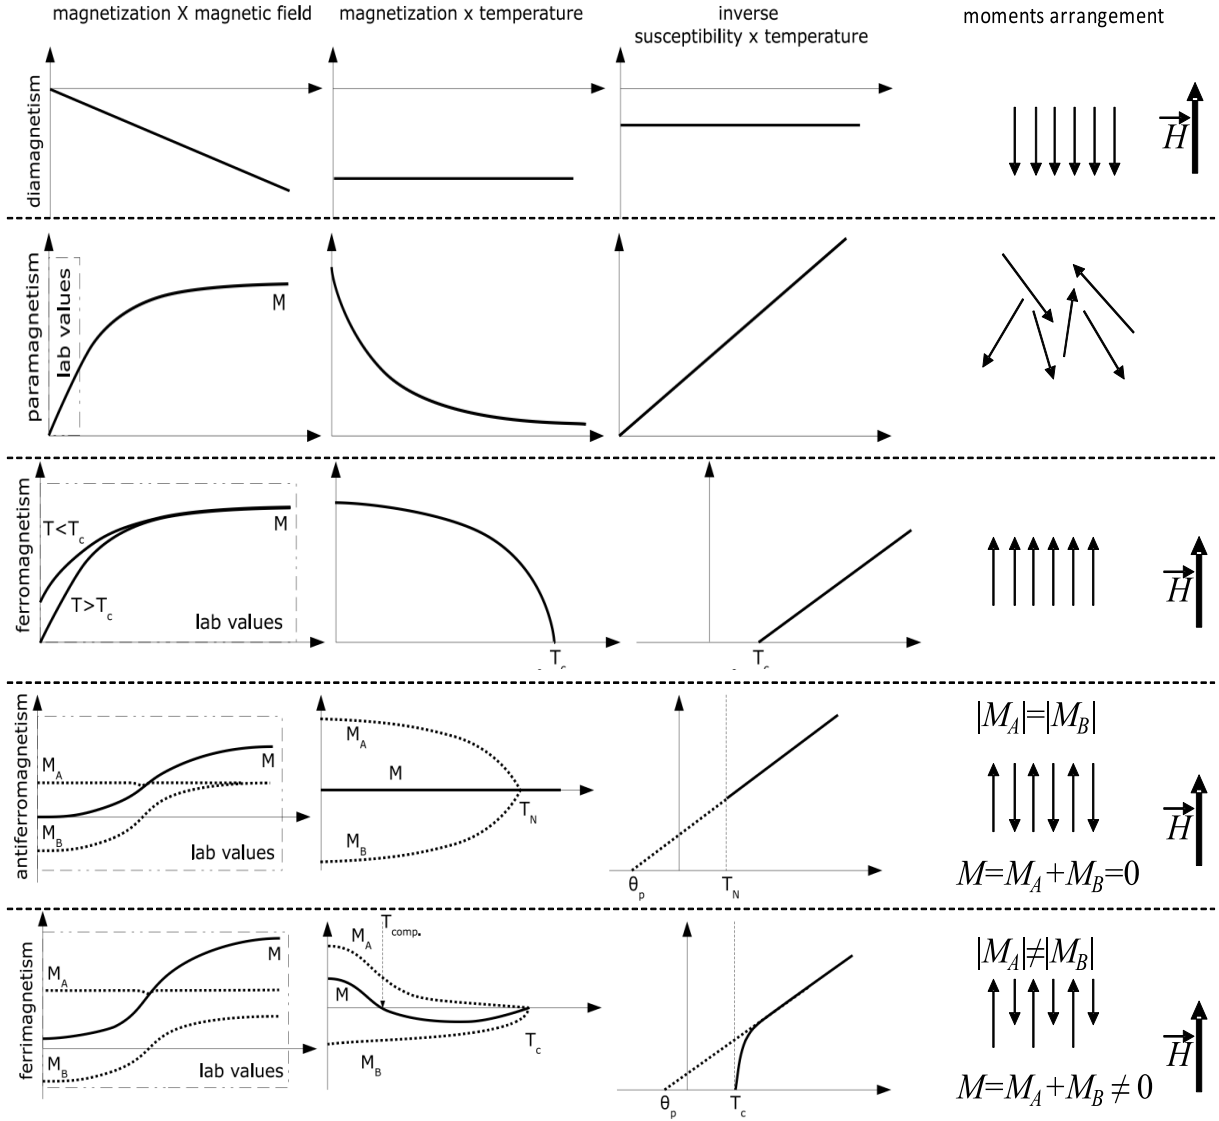 magnetization X magnetic field
magnetization x temperature
inverse
susceptibility x temperature
moments arrangement
diamagnetism
H
paramagnetism
lab values
M
ferromagnetism
T<Tc
T>Tc
M
lab values
Tc
Tc
H
antiferromagnetism
MA
MB
M
lab values
MA
M
MB
TN
θp
TN
|MA|=|MB|
H
M=MA+MB=0
ferrimagnetism
MA
MB
M
lab values
Tcomp.
MA
M
MB
Tc
θp
Tc
|MA|≠|MB|
H
M=MA+MB≠0